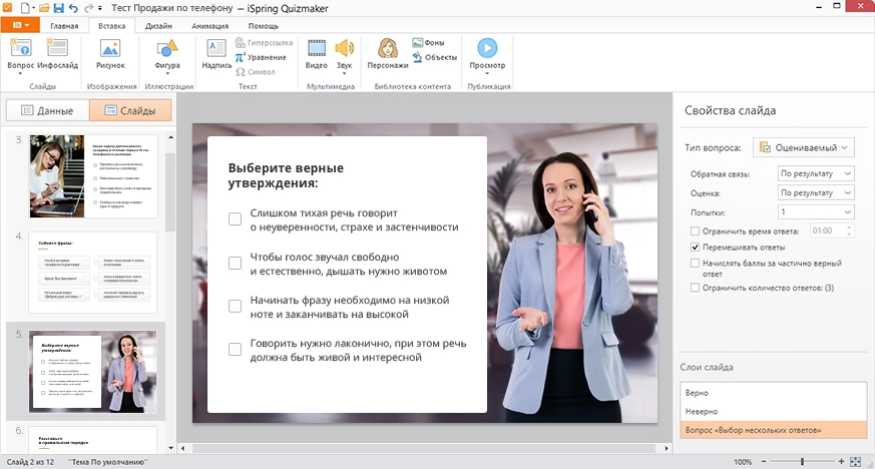 Тест Продажи по телефону – iSpring Quizmaker
Главная Вставка Дизайн Анимация Помощь
Вопрос Инфослайд Рисунок Фигура Надпись Гиперссылка Уравнение Символ Видео Звук Персонажи Фоны Объекты Просмотр
Слайды Изображения Иллюстрации Текст Мультимедиа Библиотека контента Публикация
Данные Слайды
3.
4.
Соедините фразы:
5.
Выберите верные
утверждения:
6.
Расставьте
в правильном порядке
Выберите верные
утверждения:
Слишком тихая речь говорит
о неуверенности, страхе и застенчивости
Чтобы голос звучал свободно
и естественно, дышать нужно животом
Начинать фразу необходимо на низкой
ноте и заканчивать на высокой
Говорить нужно лаконично, при этом речь
должна быть живой и интересной
Свойства слайда
Тип вопроса: Оцениваемый
Обратная связь: По результату
Оценка: По результату
Попытки: 1
Ограничить время ответа: 01:00
Перемешивать ответы
Начислять баллы за частично верный
ответ
Ограничить количество ответов: (3)
Слои слайда
Верно
Неверно
Вопрос «Выбор нескольких ответов»
Слайд 2 из 12 "Тема По умолчанию" 100%